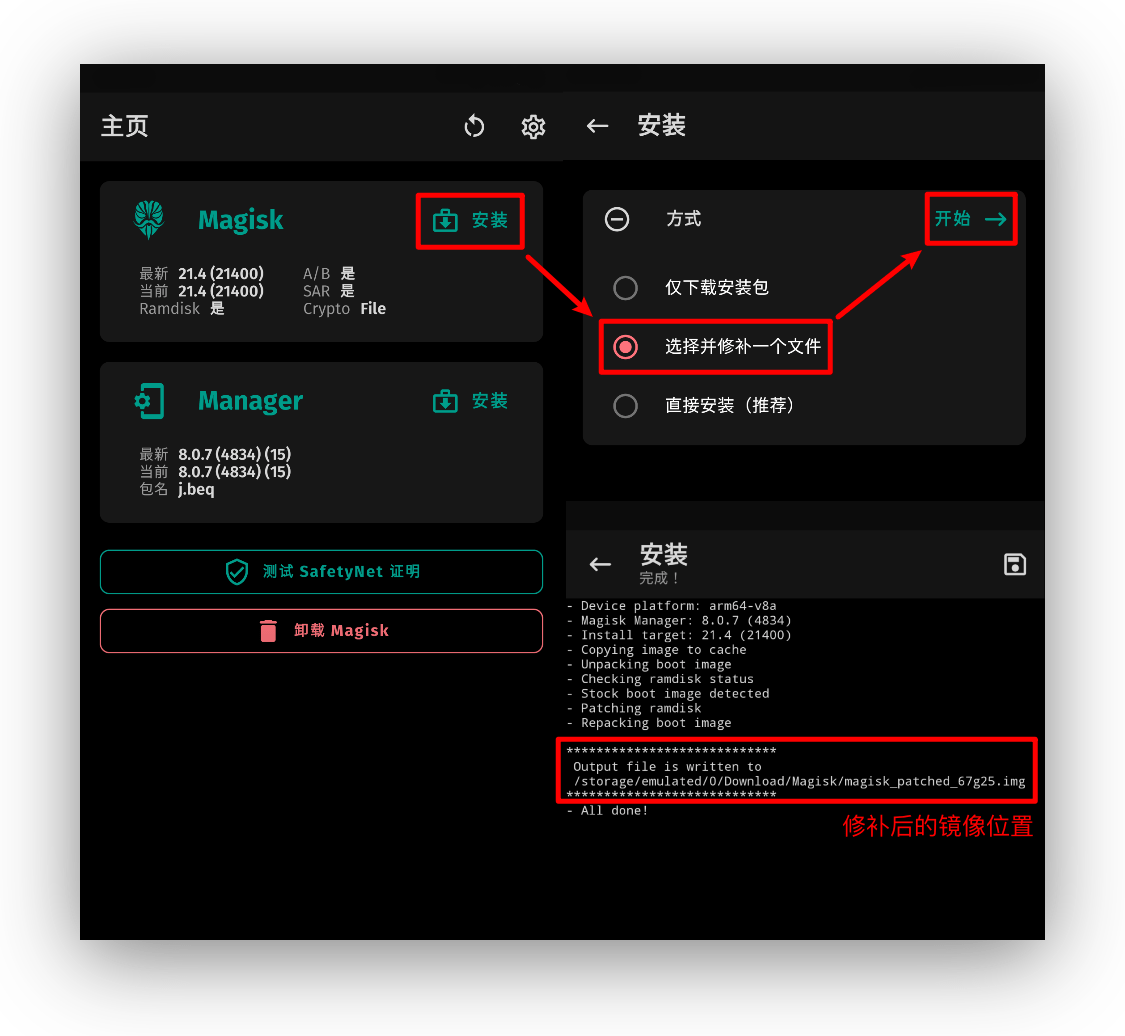 主页
Magisk
安装
最新 21.4 (21400)
A/B 是
当前 21.4 (21400)
SAR 是
Ramdisk 是
Crypto File
Manager
安装
最新 8.0.7 (4834) (15)
当前 8.0.7 (4834) (15)
包名 j.beq
测试 SafetyNet 证明
卸载 Magisk
安装
方式
开始
仅下载安装包
选择并修补一个文件
直接安装（推荐）
安装
完成！
- Device platform: arm64-v8a
- Magisk Manager: 8.0.7 (4834)
- Install target: 21.4 (21400)
- Copying image to cache
- Unpacking boot image
- Checking ramdisk status
- Stock boot image detected
- Patching ramdisk
- Repacking boot image
****************************
Output file is written to
/storage/emulated/0/Download/Magisk/magisk_patched_67g25.img
****************************
- All done!
修补后的镜像位置